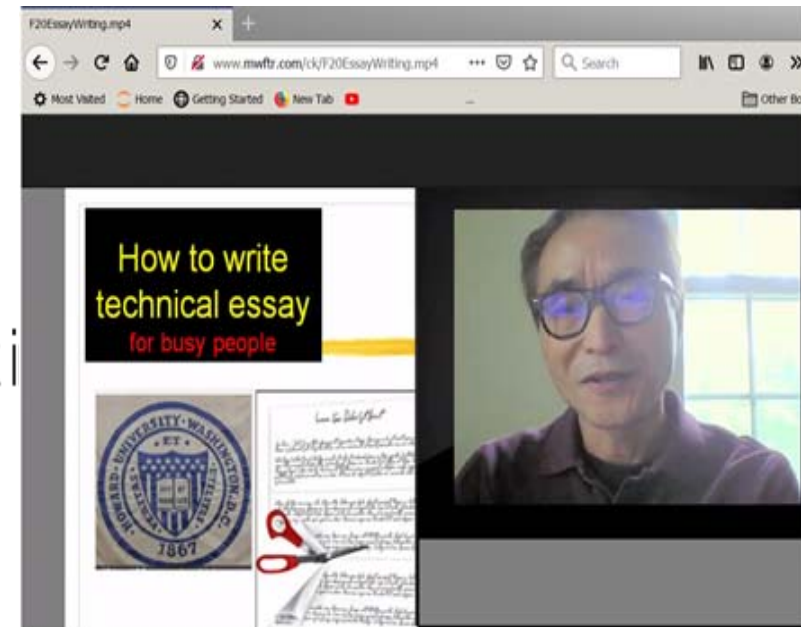 F20EssayWriting.mp4
www.mwftr.com/ck/F20EssayWriting.mp4
Search
Most Visited
Home
Getting Started
New Tab
Other Bo
How to write
technical essay
for busy people
HOWARD · UNIVERSITY · WASHINGTON, D.C.
VERITAS · ET · UTILITAS
1867
i